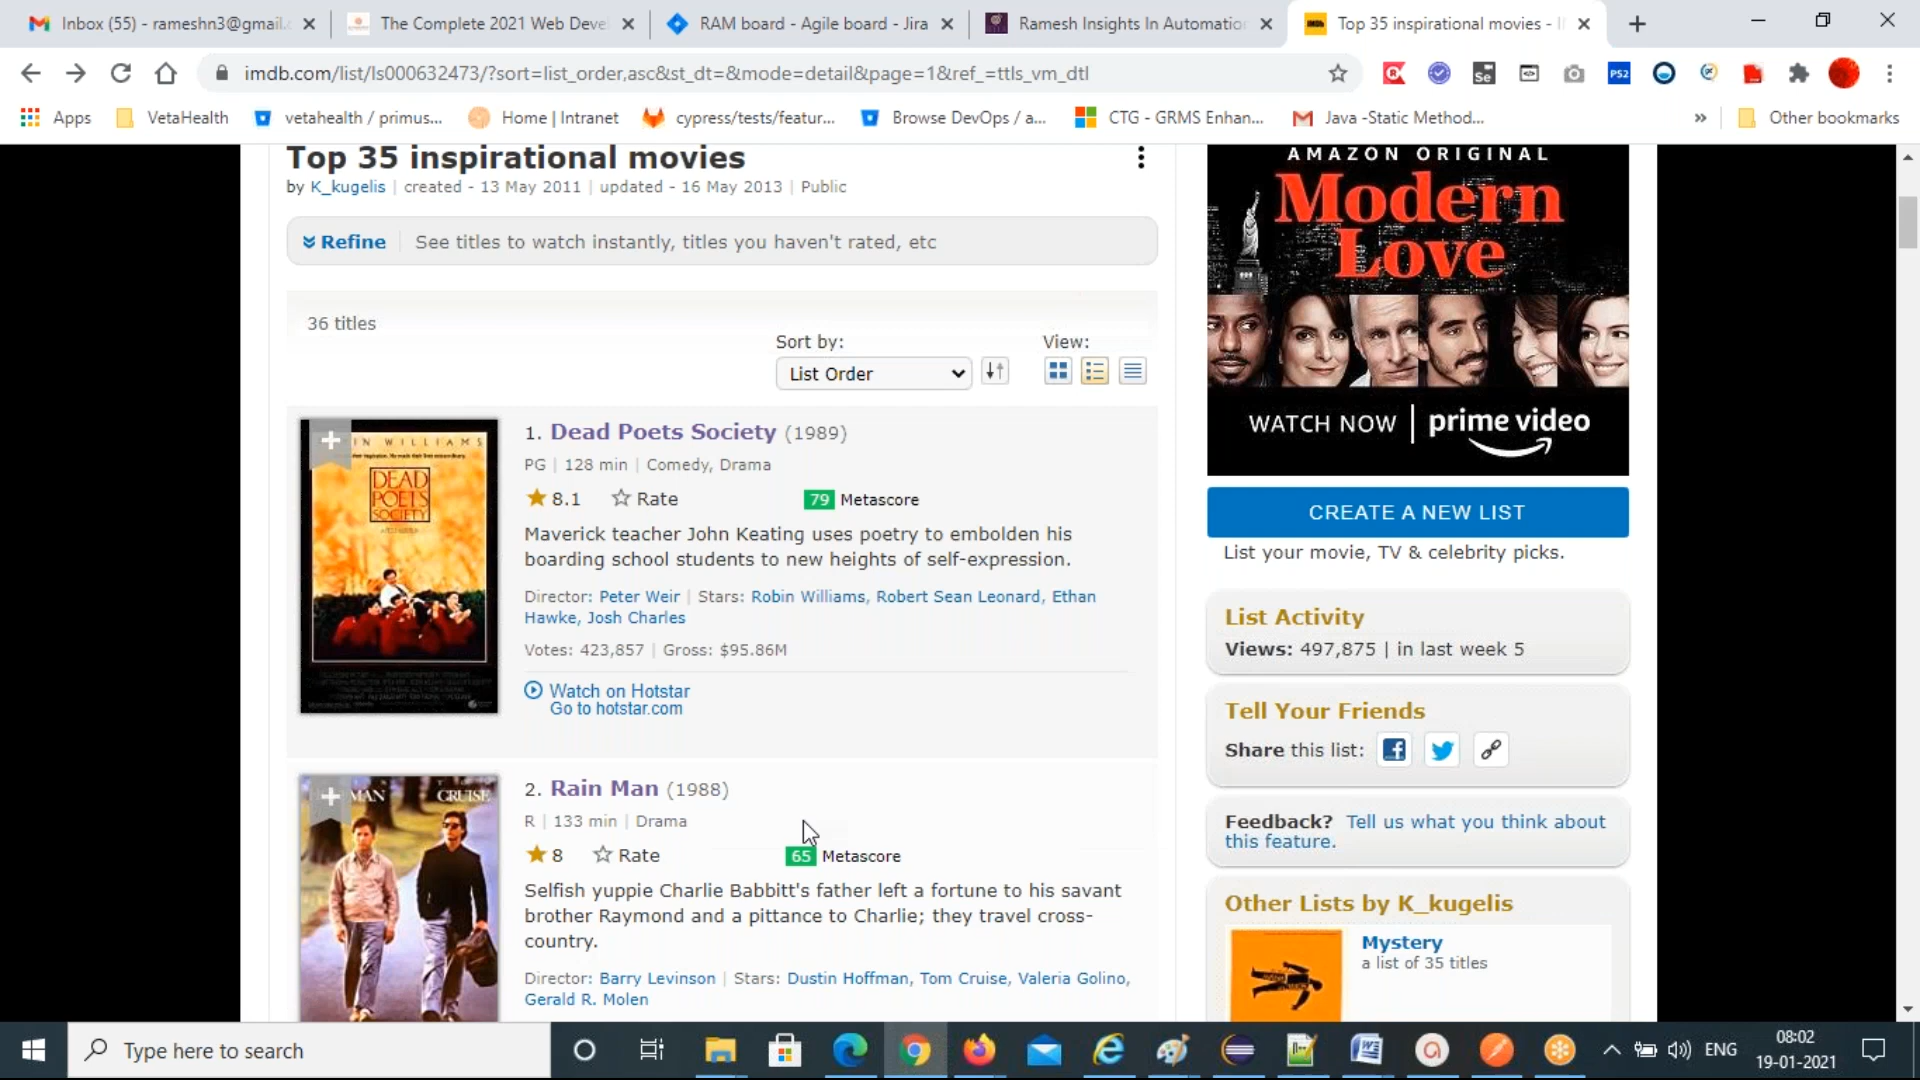 Inbox (55) - rameshn3@gmail.
The Complete 2021 Web Deve
RAM board - Agile board - Jira
Ramesh Insights In Automation
Top 35 inspirational movies - I
imdb.com/list/ls000632473/?sort=list_order,asc&st_dt=&mode=detail&page=1&ref_=ttls_vm_dtl
Apps
VetaHealth
vetahealth / primus...
Home | Intranet
cypress/tests/featur...
Browse DevOps / a...
CTG - GRMS Enhan...
Java -Static Method...
»
Other bookmarks
Top 35 inspirational movies
by K_kugelis | created - 13 May 2011 | updated - 16 May 2013 | Public
Refine
See titles to watch instantly, titles you haven't rated, etc
36 titles
Sort by:
List Order
View:
DEAD
POETS
SOCIETY
1. Dead Poets Society (1989)
PG | 128 min | Comedy, Drama
8.1
Rate
79 Metascore
Maverick teacher John Keating uses poetry to embolden his
boarding school students to new heights of self-expression.
Director: Peter Weir | Stars: Robin Williams, Robert Sean Leonard, Ethan
Hawke, Josh Charles
Votes: 423,857 | Gross: $95.86M
Watch on Hotstar
Go to hotstar.com
MAN CRUISE
2. Rain Man (1988)
R | 133 min | Drama
8
Rate
65 Metascore
Selfish yuppie Charlie Babbitt's father left a fortune to his savant
brother Raymond and a pittance to Charlie; they travel cross-
country.
Director: Barry Levinson | Stars: Dustin Hoffman, Tom Cruise, Valeria Golino,
Gerald R. Molen
AMAZON ORIGINAL
Modern
Love
WATCH NOW | prime video
CREATE A NEW LIST
List your movie, TV & celebrity picks.
List Activity
Views: 497,875 | in last week 5
Tell Your Friends
Share this list:
Feedback? Tell us what you think about
this feature.
Other Lists by K_kugelis
Mystery
a list of 35 titles
Type here to search
ENG
08:02
19-01-2021